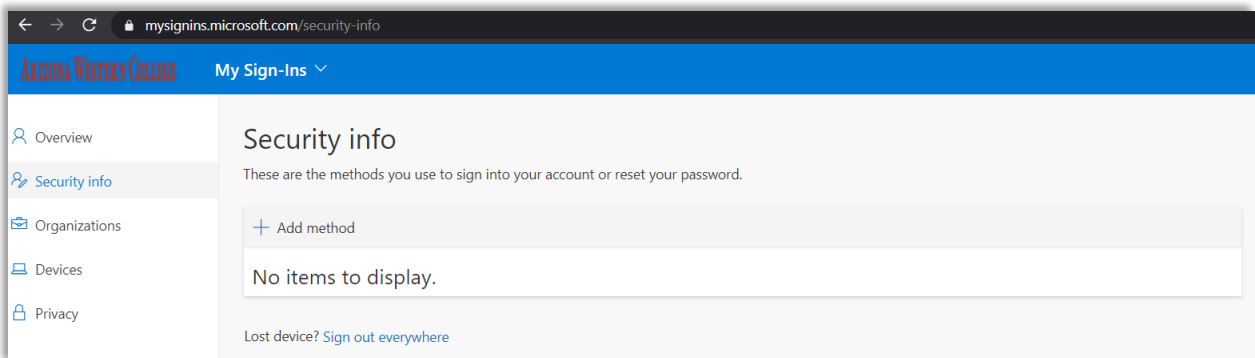 mysignins.microsoft.com/security-info
ARIZONA WESTERN COLLEGE
My Sign-Ins
Overview
Security info
Organizations
Devices
Privacy
Security info
These are the methods you use to sign into your account or reset your password.
Add method
No items to display.
Lost device? Sign out everywhere